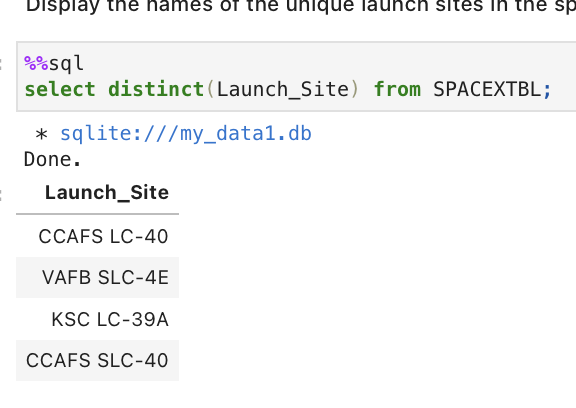 Display the names of the unique launch sites in the sp
%%sql
select distinct(Launch_Site) from SPACEXTBL;
* sqlite:///my_data1.db
Done.
Launch_Site
CCAFS LC-40
VAFB SLC-4E
KSC LC-39A
CCAFS SLC-40